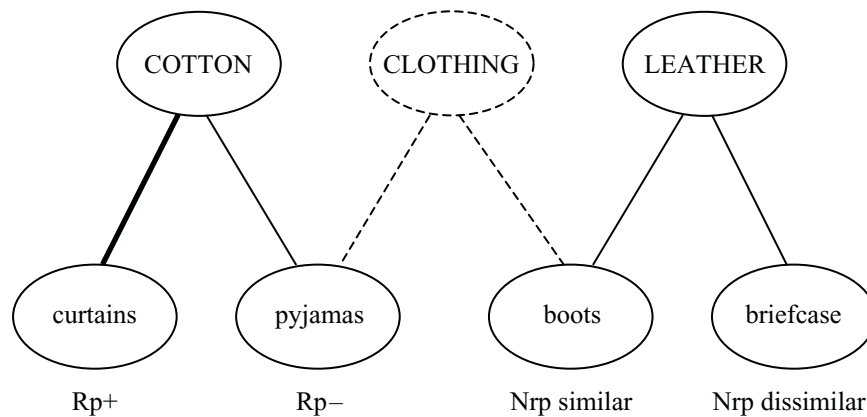 COTTON CLOTHING LEATHER
curtains pyjamas boots briefcase
Rp+ Rp– Nrp similar Nrp dissimilar